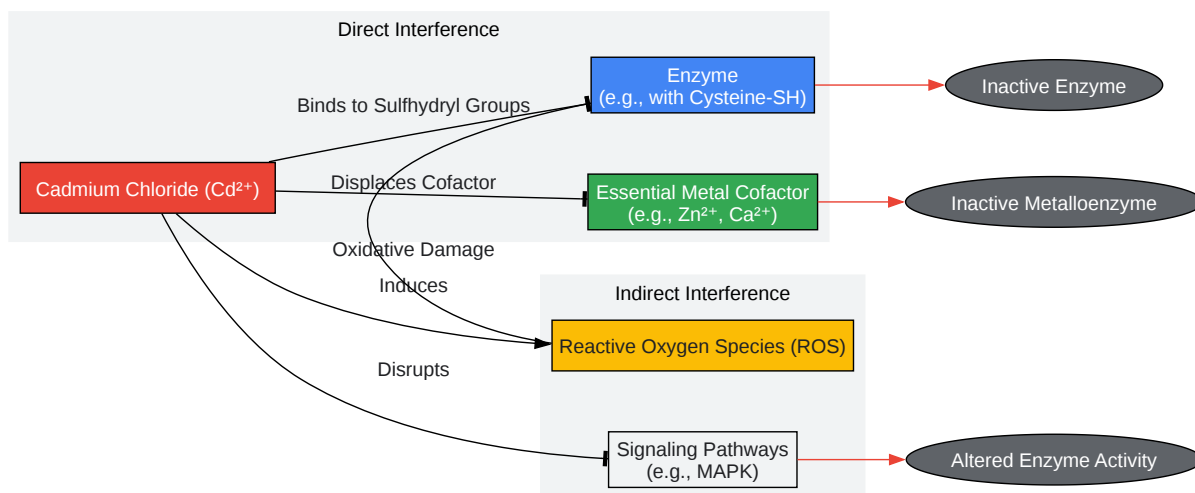 Direct Interference
Enzyme
(e.g., with Cysteine-SH)
Inactive Enzyme
Binds to Sulfhydryl Groups
Cadmium Chloride (Cd²⁺)
Displaces Cofactor
Essential Metal Cofactor
(e.g., Zn²⁺, Ca²⁺)
Inactive Metalloenzyme
Oxidative Damage
Induces
Indirect Interference
Reactive Oxygen Species (ROS)
Disrupts
Signaling Pathways
(e.g., MAPK)
Altered Enzyme Activity